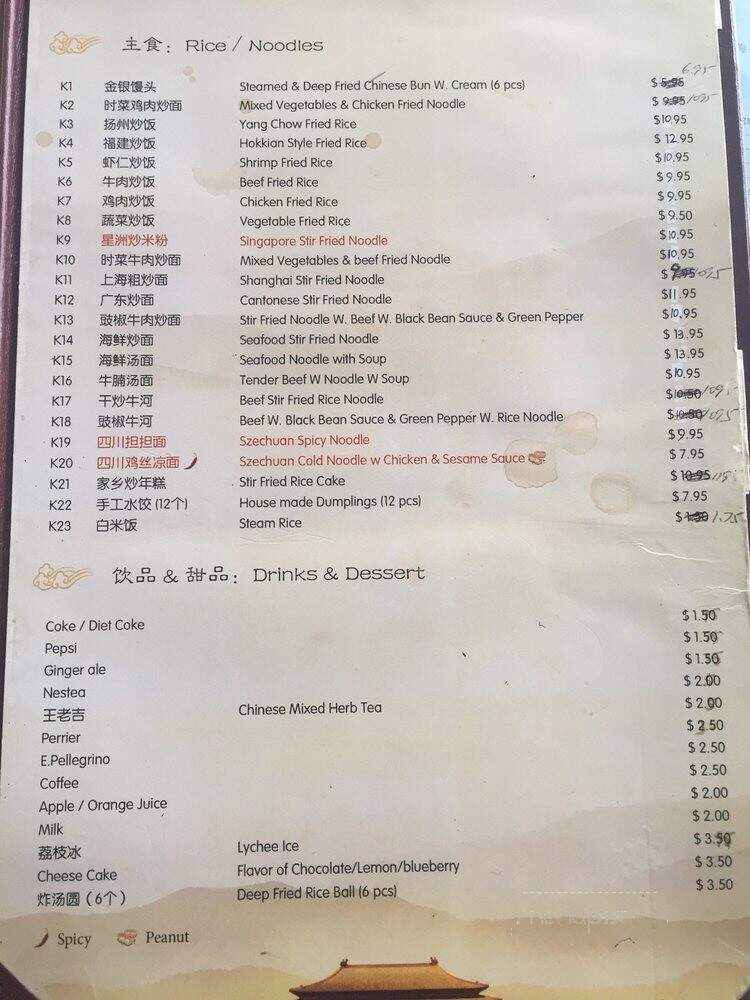 主食: Rice / Noodles
6.95
K1 金银馒头 Steamed & Deep Fried Chinese Bun W. Cream (6 pcs) $ 5.95
K2 时菜鸡肉炒面 Mixed Vegetables & Chicken Fried Noodle $ 9.95 /10.95
K3 扬州炒饭 Yang Chow Fried Rice $10.95
K4 福建炒饭 Hokkian Style Fried Rice $ 12.95
K5 虾仁炒饭 Shrimp Fried Rice $10.95
K6 牛肉炒饭 Beef Fried Rice $ 9.95
K7 鸡肉炒饭 Chicken Fried Rice $ 9.95
K8 蔬菜炒饭 Vegetable Fried Rice $ 9.50
K9 星洲炒米粉 Singapore Stir Fried Noodle $10.95
K10 时菜牛肉炒面 Mixed Vegetables & beef Fried Noodle $10.95
K11 上海粗炒面 Shanghai Stir Fried Noodle $ 9.95 10.95
K12 广东炒面 Cantonese Stir Fried Noodle $11.95
K13 豉椒牛肉炒面 Stir Fried Noodle W. Beef W. Black Bean Sauce & Green Pepper $10.95
K14 海鲜炒面 Seafood Stir Fried Noodle $ 13.95
K15 海鲜汤面 Seafood Noodle with Soup $ 13.95
K16 牛腩汤面 Tender Beef W Noodle W Soup $10.95
K17 干炒牛河 Beef Stir Fried Rice Noodle $10.50
K18 豉椒牛河 Beef W. Black Bean Sauce & Green Pepper W. Rice Noodle $10.50 10.95
K19 四川担担面 Szechuan Spicy Noodle $9.95
K20 四川鸡丝凉面 Szechuan Cold Noodle w Chicken & Sesame Sauce $ 7.95
K21 家乡炒年糕 Stir Fried Rice Cake $ 10.95
K22 手工水饺 (12个) House made Dumplings (12 pcs) $ 7.95
K23 白米饭 Steam Rice $ 1.50 1.75
饮品 & 甜品: Drinks & Dessert
Coke / Diet Coke $ 1.50
Pepsi $ 1.50
Ginger ale $ 1.50
Nestea $ 2.00
王老吉 Chinese Mixed Herb Tea $ 2.00
Perrier $ 2.50
E.Pellegrino $ 2.50
Coffee $ 2.50
Apple / Orange Juice $ 2.00
Milk $ 2.00
荔枝冰 Lychee Ice $ 3.50
Cheese Cake Flavor of Chocolate/Lemon/blueberry $ 3.50
炸汤圆 (6个) Deep Fried Rice Ball (6 pcs) $ 3.50
Spicy Peanut